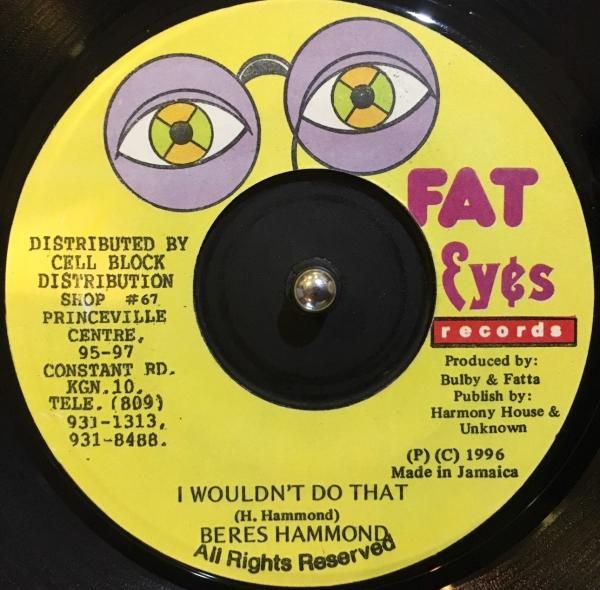 FAT
Eyes
records
DISTRIBUTED BY
CELL BLOCK
DISTRIBUTION
SHOP #67
PRINCEVILLE
CENTRE,
95-97
CONSTANT RD.
KGN.10.
TELE. (809)
931-1313,
931-8488.
Produced by:
Bulby & Fatta
Publish by:
Harmony House &
Unknown
(P) (C) 1996
Made in Jamaica
I WOULDN'T DO THAT
(H. Hammond)
BERES HAMMOND
All Rights Reserved